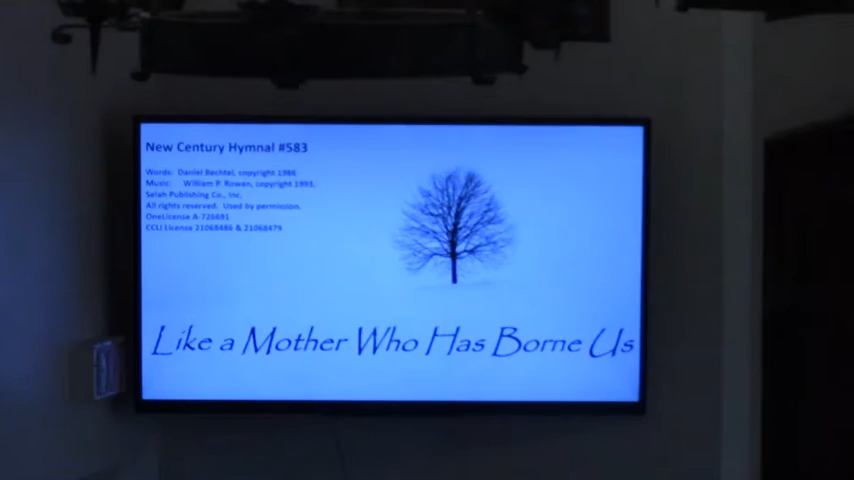 New Century Hymnal #583
Words: Daniel Bechtel, copyright 1986
Music: William P. Rowan, copyright 1993.
Selah Publishing Co., Inc.
All rights reserved. Used by permission.
OneLicense A-726691
CCLI License 21068486 & 21068479
Like a Mother Who Has Borne Us